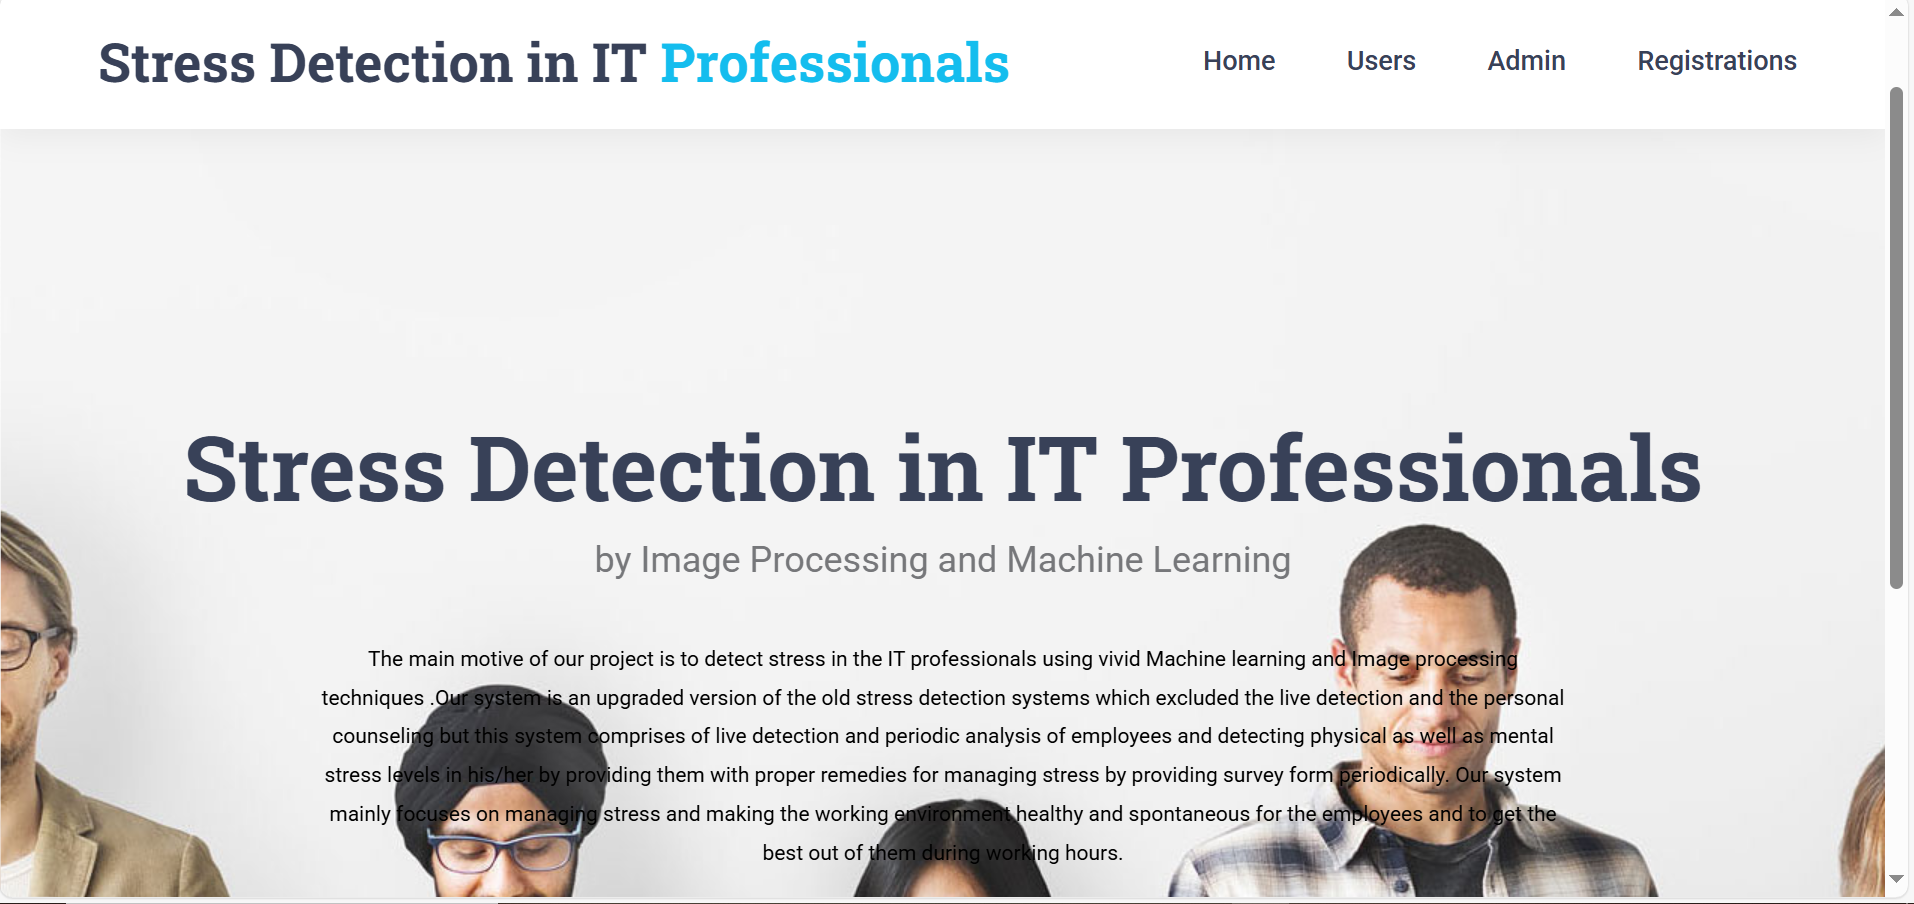 Stress Detection in IT Professionals
Home Users Admin Registrations
Stress Detection in IT Professionals
by Image Processing and Machine Learning
The main motive of our project is to detect stress in the IT professionals using vivid Machine learning and Image processing
techniques .Our system is an upgraded version of the old stress detection systems which excluded the live detection and the personal
counseling but this system comprises of live detection and periodic analysis of employees and detecting physical as well as mental
stress levels in his/her by providing them with proper remedies for managing stress by providing survey form periodically. Our system
mainly focuses on managing stress and making the working environment healthy and spontaneous for the employees and to get the
best out of them during working hours.